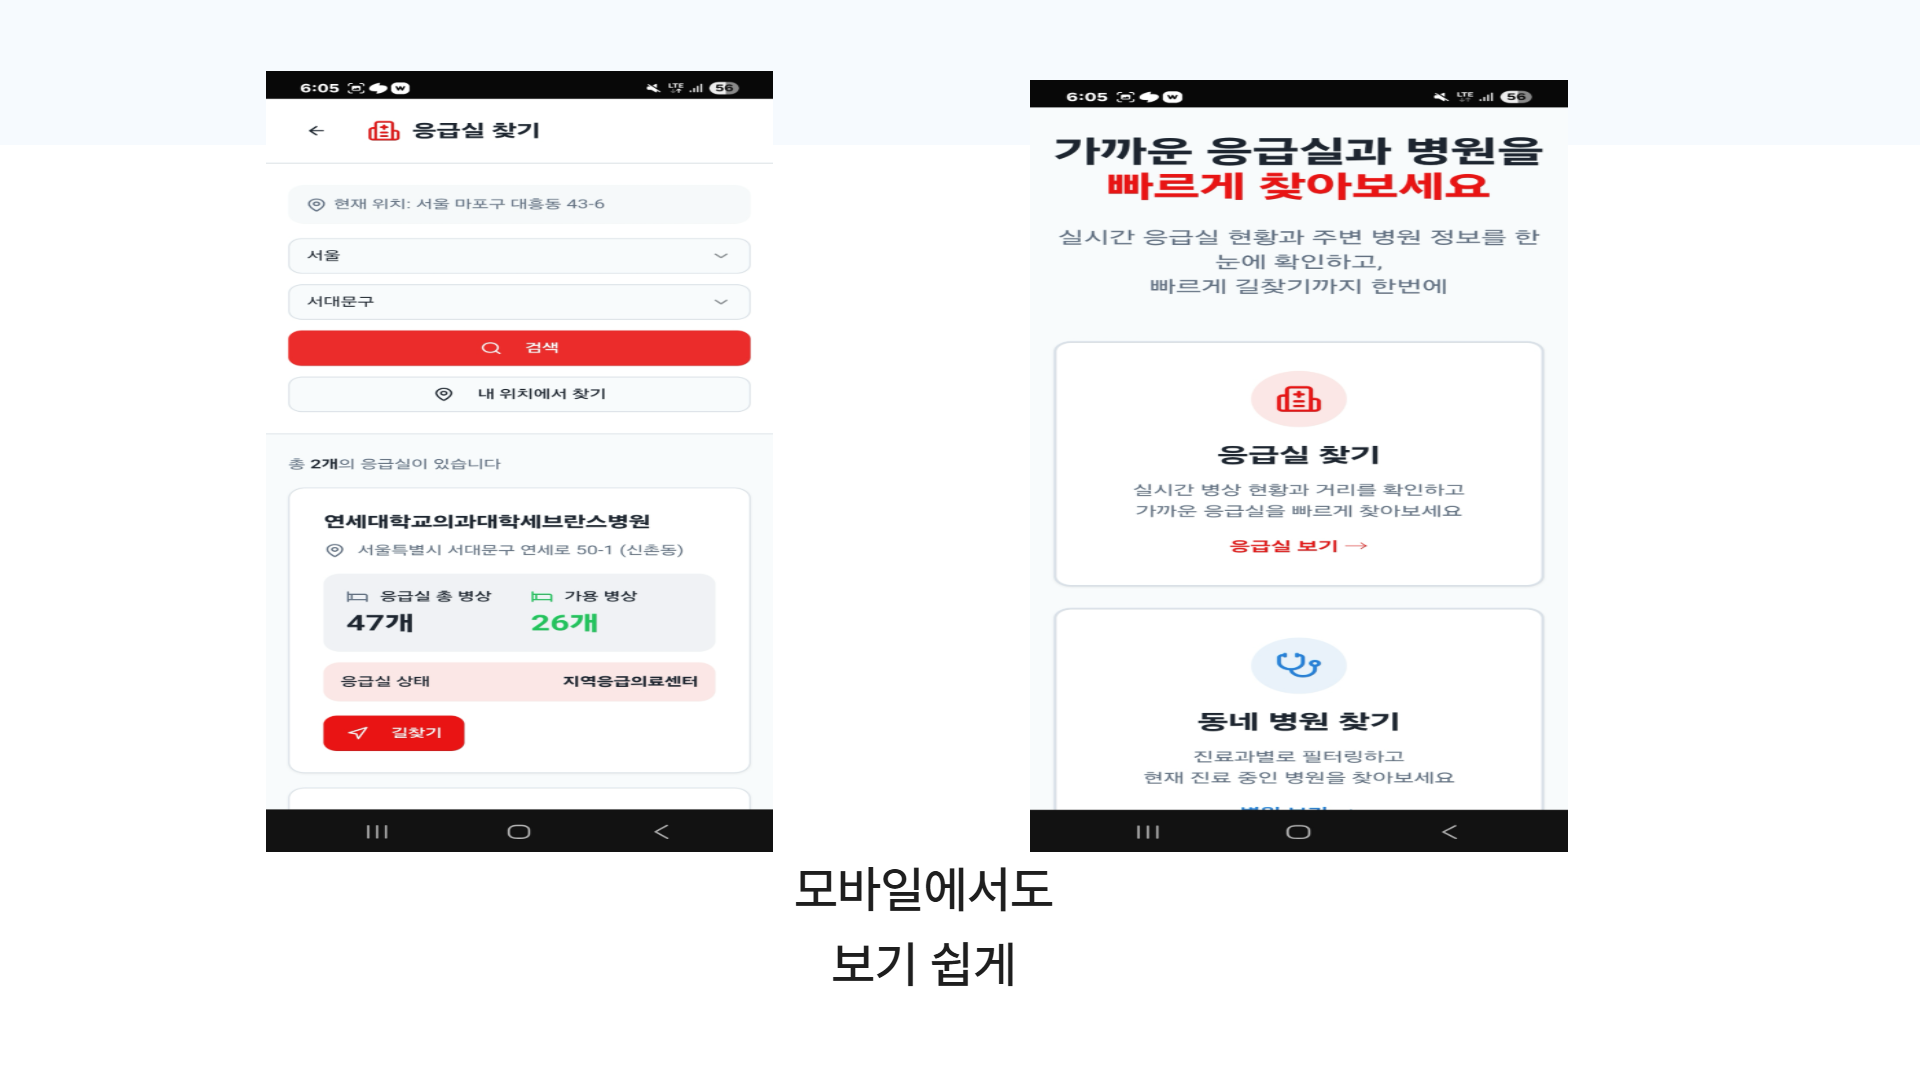 6:05 W LTE 56
응급실 찾기
현재 위치: 서울 마포구 대흥동 43-6
서울
서대문구
검색
내 위치에서 찾기
총 2개의 응급실이 있습니다
연세대학교의과대학세브란스병원
서울특별시 서대문구 연세로 50-1 (신촌동)
응급실 총 병상 가용 병상
47개 26개
응급실 상태 지역응급의료센터
길찾기
6:05 W LTE 56
가까운 응급실과 병원을
빠르게 찾아보세요
실시간 응급실 현황과 주변 병원 정보를 한
눈에 확인하고,
빠르게 길찾기까지 한번에
응급실 찾기
실시간 병상 현황과 거리를 확인하고
가까운 응급실을 빠르게 찾아보세요
응급실 보기 →
동네 병원 찾기
진료과별로 필터링하고
현재 진료 중인 병원을 찾아보세요
모바일에서도
보기 쉽게